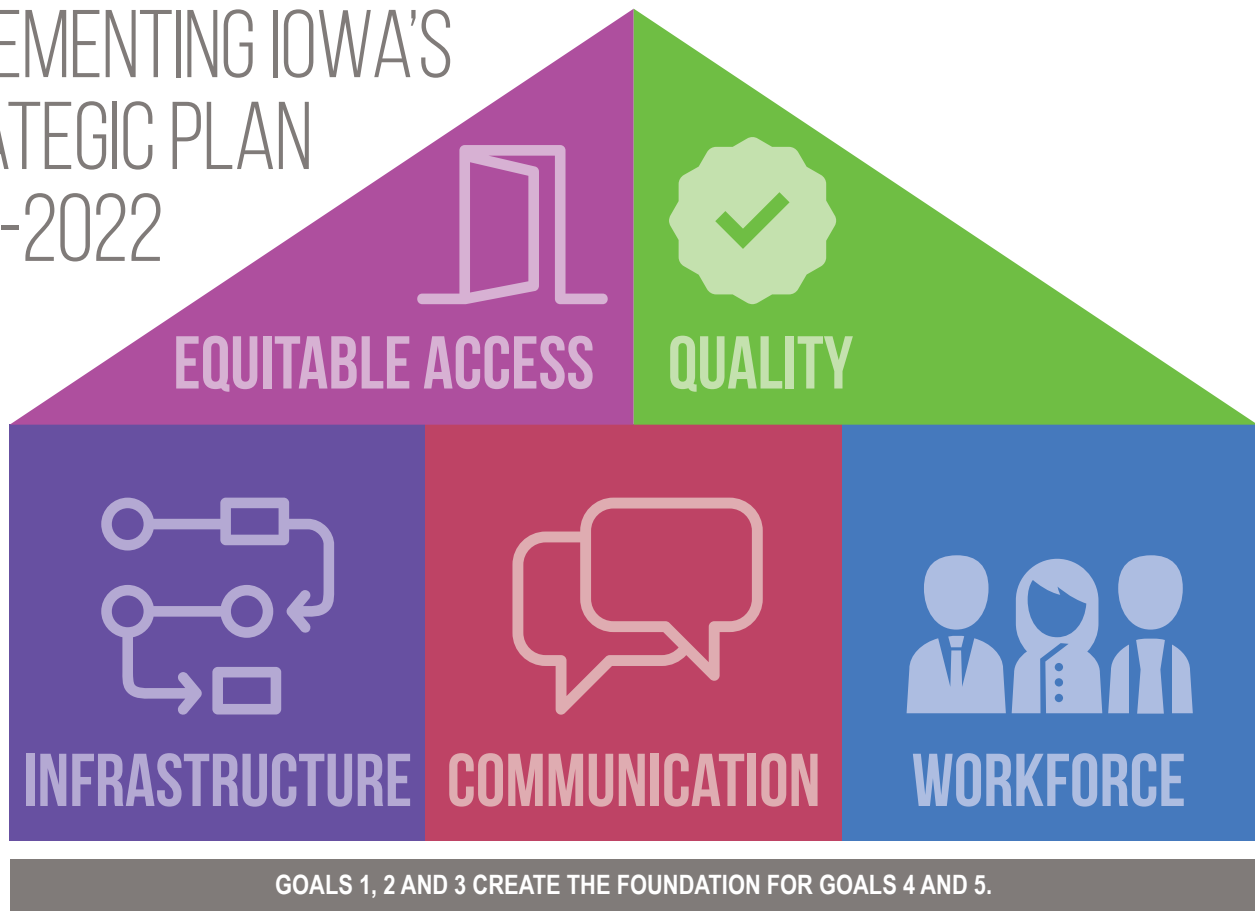 EMENTING IOWA'S
ATEGIC PLAN
-2022
EQUITABLE ACCESS
QUALITY
INFRASTRUCTURE
COMMUNICATION
WORKFORCE
GOALS 1, 2 AND 3 CREATE THE FOUNDATION FOR GOALS 4 AND 5.